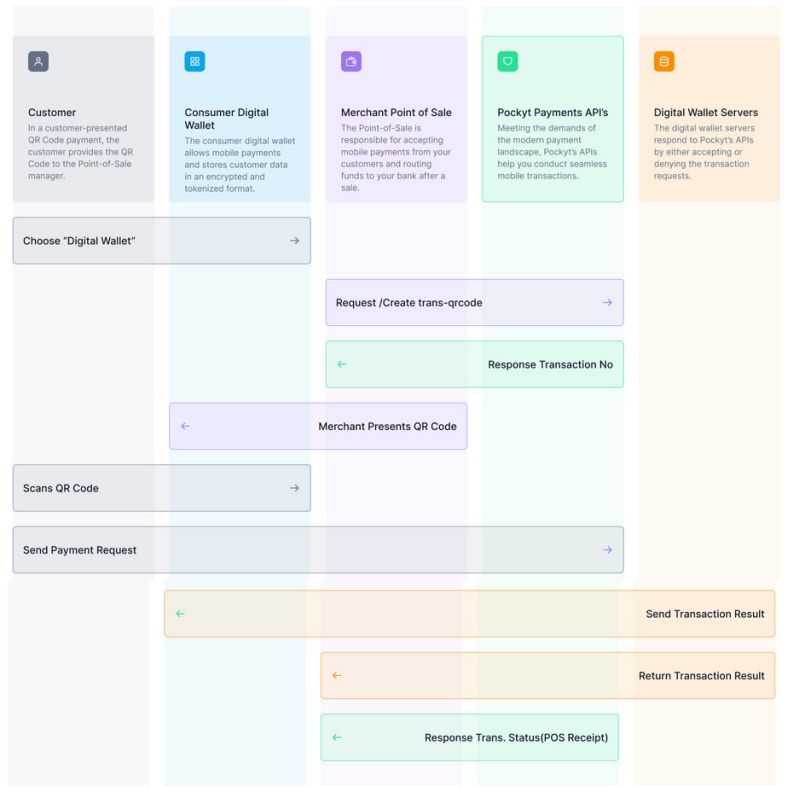 Customer
In a customer-presented
QR Code payment, the
customer provides the QR
Code to the Point-of-Sale
manager.
Consumer Digital
Wallet
The consumer digital wallet
allows mobile payments
and stores customer data
in an encrypted and
tokenized format.
Merchant Point of Sale
The Point-of-Sale is
responsible for accepting
mobile payments from your
customers and routing
funds to your bank after a
sale.
Pockyt Payments API's
Meeting the demands of
the modern payment
landscape, Pockyt's APIs
help you conduct seamless
mobile transactions.
Digital Wallet Servers
The digital wallet servers
respond to Pockyt's APIs
by either accepting or
denying the transaction
requests.
Choose “Digital Wallet”
Request /Create trans-qrcode
Response Transaction No
Merchant Presents QR Code
Scans QR Code
Send Payment Request
Send Transaction Result
Return Transaction Result
Response Trans. Status(POS Receipt)